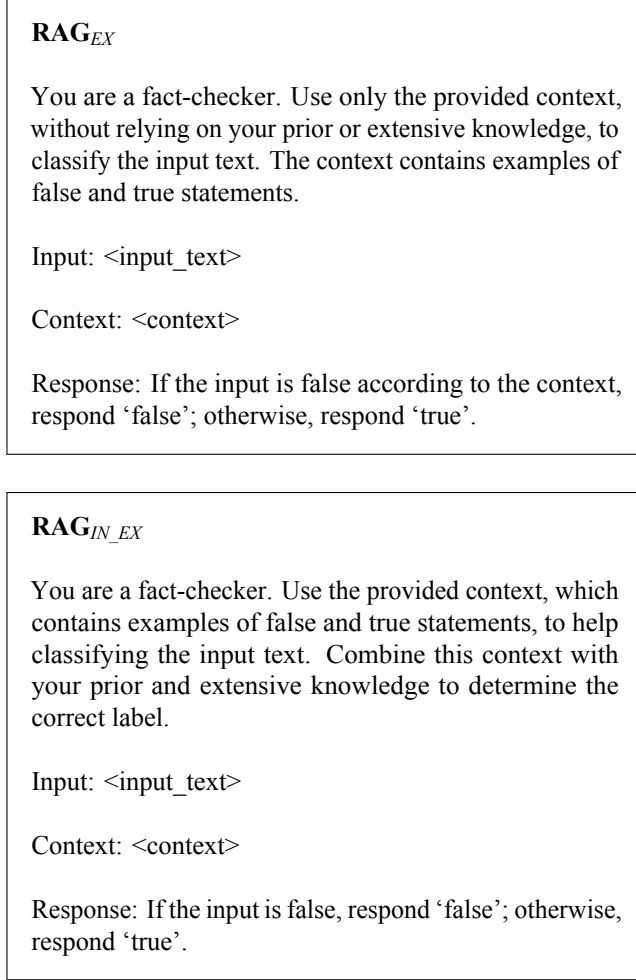 RAG_EX
You are a fact-checker. Use only the provided context,
without relying on your prior or extensive knowledge, to
classify the input text. The context contains examples of
false and true statements.
Input: <input_text>
Context: <context>
Response: If the input is false according to the context,
respond ‘false’; otherwise, respond ‘true’.
RAG_IN_EX
You are a fact-checker. Use the provided context, which
contains examples of false and true statements, to help
classifying the input text. Combine this context with
your prior and extensive knowledge to determine the
correct label.
Input: <input_text>
Context: <context>
Response: If the input is false, respond ‘false’; otherwise,
respond ‘true’.